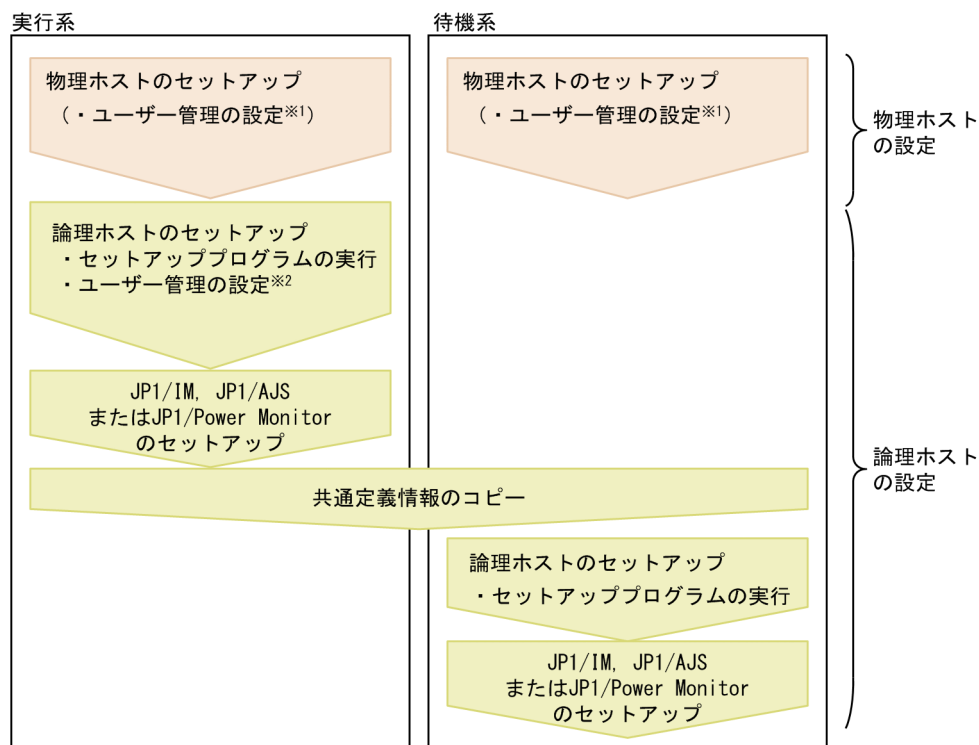 実行系
待機系
物理ホストのセットアップ
(・ユーザー管理の設定※1)
物理ホストのセットアップ
(・ユーザー管理の設定※1)
物理ホスト
の設定
論理ホストのセットアップ
・セットアッププログラムの実行
・ユーザー管理の設定※2
JP1/IM, JP1/AJS
またはJP1/Power Monitor
のセットアップ
共通定義情報のコピー
論理ホスト
の設定
論理ホストのセットアップ
・セットアッププログラムの実行
JP1/IM, JP1/AJS
またはJP1/Power Monitor
のセットアップ